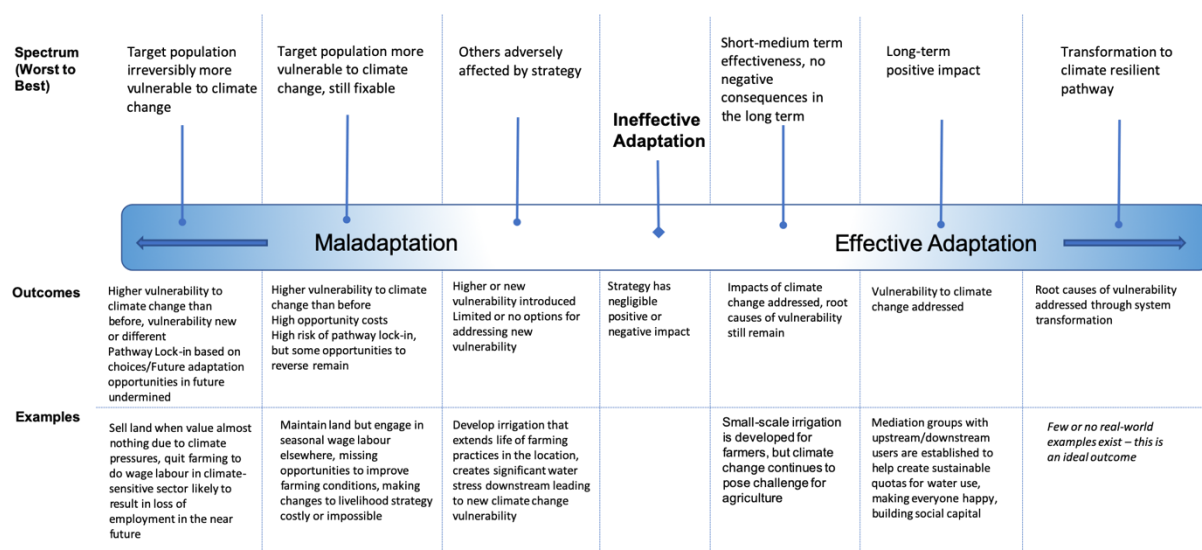 Spectrum
(Worst to
Best)
Target population
irreversibly more
vulnerable to climate
change
Target population more
vulnerable to climate
change, still fixable
Others adversely
affected by strategy
Ineffective
Adaptation
Short-medium term
effectiveness, no
negative
consequences in
the long term
Long-term
positive impact
Transformation to
climate resilient
pathway
Maladaptation
Effective Adaptation
Outcomes
Higher vulnerability to
climate change than
before, vulnerability new
or different
Pathway Lock-in based on
choices/Future adaptation
opportunities in future
undermined
Higher vulnerability to climate
change than before
High opportunity costs
High risk of pathway lock-in,
but some opportunities to
reverse remain
Higher or new
vulnerability introduced
Limited or no options for
addressing new
vulnerability
Strategy has
negligible
positive or
negative impact
Impacts of climate
change addressed, root
causes of vulnerability
still remain
Vulnerability to climate
change addressed
Root causes of vulnerability
addressed through system
transformation
Examples
Sell land when value almost
nothing due to climate
pressures, quit farming to
do wage labour in climate-
sensitive sector likely to
result in loss of
employment in the near
future
Maintain land but engage in
seasonal wage labour
elsewhere, missing
opportunities to improve
farming conditions, making
changes to livelihood strategy
costly or impossible
Develop irrigation that
extends life of farming
practices in the location,
creates significant water
stress downstream leading
to new climate change
vulnerability
Small-scale irrigation
is developed for
farmers, but climate
change continues to
pose challenge for
agriculture
Mediation groups with
upstream/downstream
users are established to
help create sustainable
quotas for water use,
making everyone happy,
building social capital
Few or no real-world
examples exist – this is
an ideal outcome